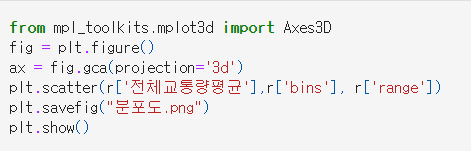 from mpl_toolkits.mplot3d import Axes3D
fig = plt.figure()
ax = fig.gca(projection='3d')
plt.scatter(r['전체교통량평균'],r['bins'], r['range'])
plt.savefig("분포도.png")
plt.show()